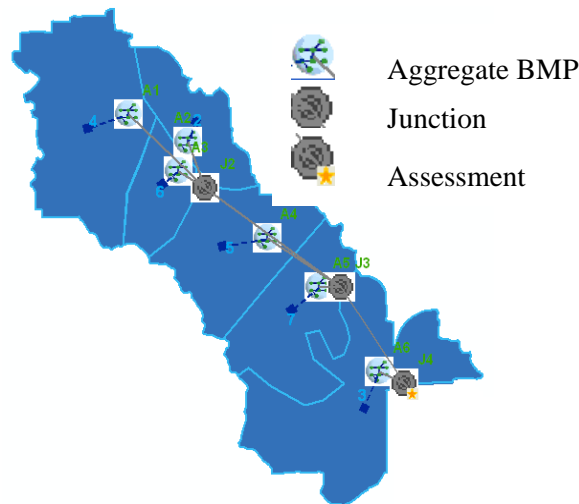 Aggregate BMP
Junction
Assessment
A1
4
A2
2
A3
J2
6
A4
5
A5 J3
7
A6
J4
3